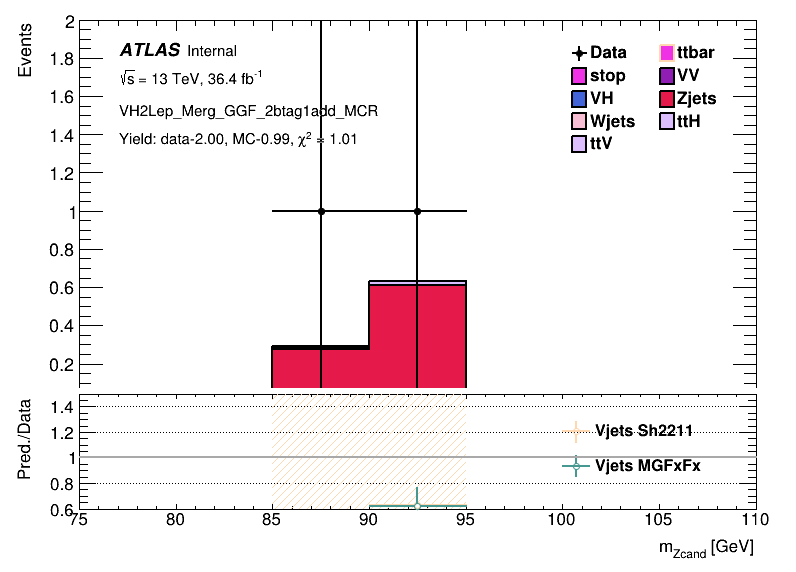 Events
2
1.8
1.6
1.4
1.2
1
0.8
0.6
0.4
0.2
ATLAS Internal
√s = 13 TeV, 36.4 fb⁻¹
VH2Lep_Merg_GGF_2btag1add_MCR
Yield: data-2.00, MC-0.99, χ² = 1.01
Data
ttbar
stop
VV
VH
Zjets
Wjets
ttH
ttV
Pred./Data
1.4
1.2
1
0.8
0.6
Vjets Sh2211
Vjets MGFxFx
75 80 85 90 95 100 105 110
m_Zcand [GeV]